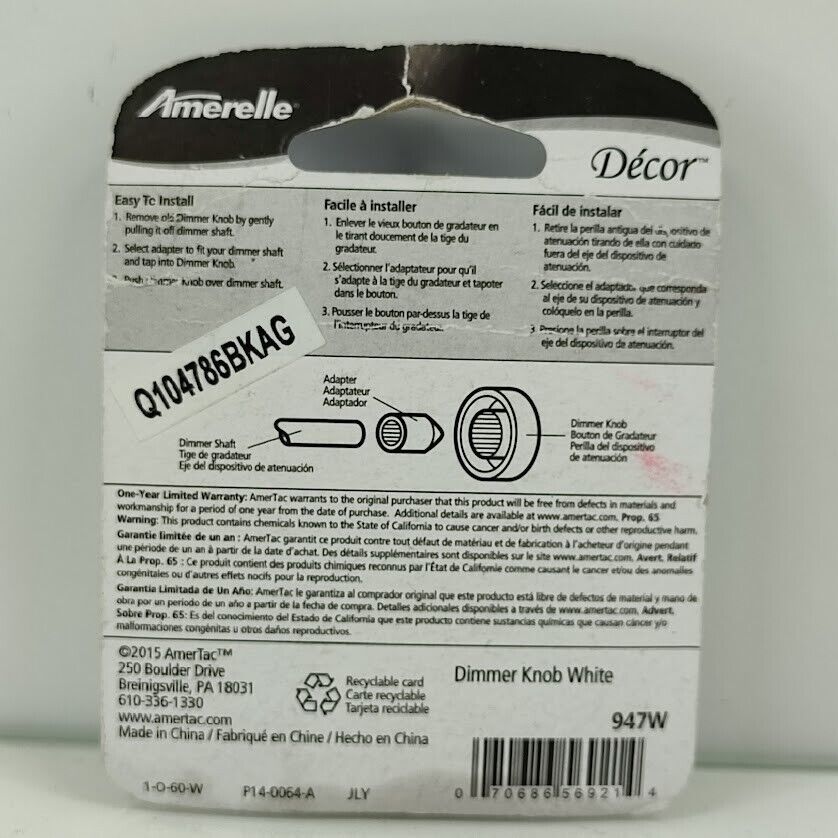 Amerelle
Décor™
Easy To Install
1. Remove old Dimmer Knob by gently
pulling it off dimmer shaft.
2. Select adapter to fit your dimmer shaft
and tap into Dimmer Knob.
Push knob over dimmer shaft.
Facile à installer
1. Enlever le vieux bouton de gradateur en
le tirant doucement de la tige du
gradateur.
2. Sélectionner l'adaptateur pour qu'il
s'adapte à la tige du gradateur et tapoter
dans le bouton.
3. Pousser le bouton par-dessus la tige de
l'interrupteur du gradateur.
Fácil de instalar
1. Retire la perilla antigua del dispositivo de
atenuación tirando de ella con cuidado
fuera del eje del dispositivo de
atenuación.
2. Seleccione el adaptador que corresponda
al eje de su dispositivo de atenuación y
colóquelo en la perilla.
3 Presione la perilla sobre el interruptor del
eje del dispositivo de atenuación.
Q104786BKAG
Adapter
Adaptateur
Adaptador
Dimmer Shaft
Tige de gradateur
Eje del dispositivo de atenuación
Dimmer Knob
Bouton de Gradateur
Perilla del dispositivo
de atenuación
One-Year Limited Warranty: AmerTac warrants to the original purchaser that this product will be free from defects in materials and
workmanship for a period of one year from the date of purchase. Additional details are available at www.amertac.com. Prop. 65
Warning: This product contains chemicals known to the State of California to cause cancer and/or birth defects or other reproductive harm.
Garantie limitée de un an : AmerTac garantit ce produit contre tout défaut de matériau et de fabrication à l'acheteur d'origine pendant
une période de un an à partir de la date d'achat. Des détails supplémentaires sont disponibles sur le site www.amertac.com. Avert. Relatif
À La Prop. 65 : Ce produit contient des produits chimiques reconnus par l'État de Californie comme causant le cancer et/ou des anomalies
congénitales ou d'autres effets nocifs pour la reproduction.
Garantía Limitada de Un Año: AmerTac le garantiza al comprador original que este producto está libre de defectos de material y mano de
obra por un periodo de un año a partir de la fecha de compra. Detalles adicionales disponibles a través de www.amertac.com. Advert.
Sobre Prop. 65: Es del conocimiento del Estado de California que este producto contiene sustancias químicas que causan cáncer y/o
malformaciones congénitas u otros daños reproductivos.
©2015 AmerTac™
250 Boulder Drive
Breinigsville, PA 18031
610-336-1330
www.amertac.com
Made in China / Fabriqué en Chine / Hecho en China
Recyclable card
Carte recyclable
Tarjeta reciclable
Dimmer Knob White
947W
1-O-60-W P14-0064-A JLY
0 70686 56921 4